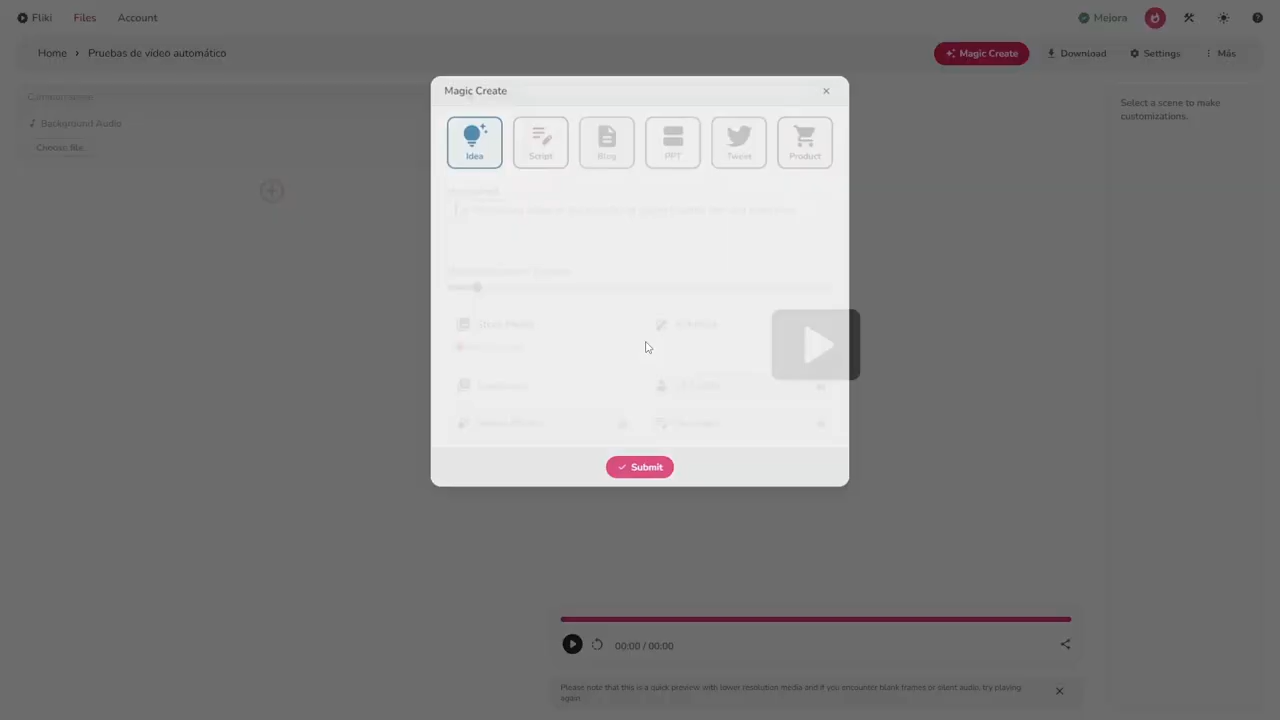 Fliki Files Account Mejora
Home › Pruebas de vídeo automático Magic Create Download Settings Más
Magic Create
Select a scene to make
customizations.
Background Audio
Choose file
Idea Script Blog PPT Tweet Product
Stock Media
Submit
00:00 / 00:00
Please note that this is a quick preview with lower resolution media and if you encounter blank frames or silent audio, try playing
again.